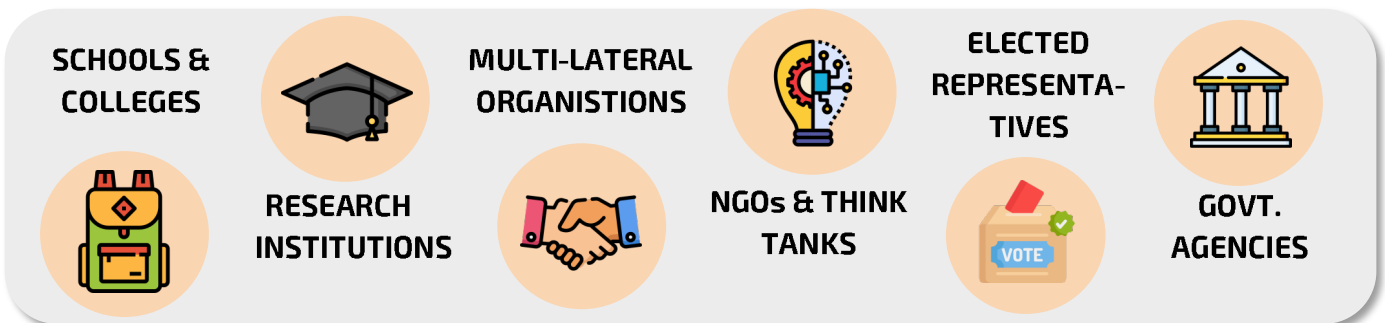 SCHOOLS &
COLLEGES
RESEARCH
INSTITUTIONS
MULTI-LATERAL
ORGANISTIONS
NGOs & THINK
TANKS
ELECTED
REPRESENTA-
TIVES
VOTE
GOVT.
AGENCIES